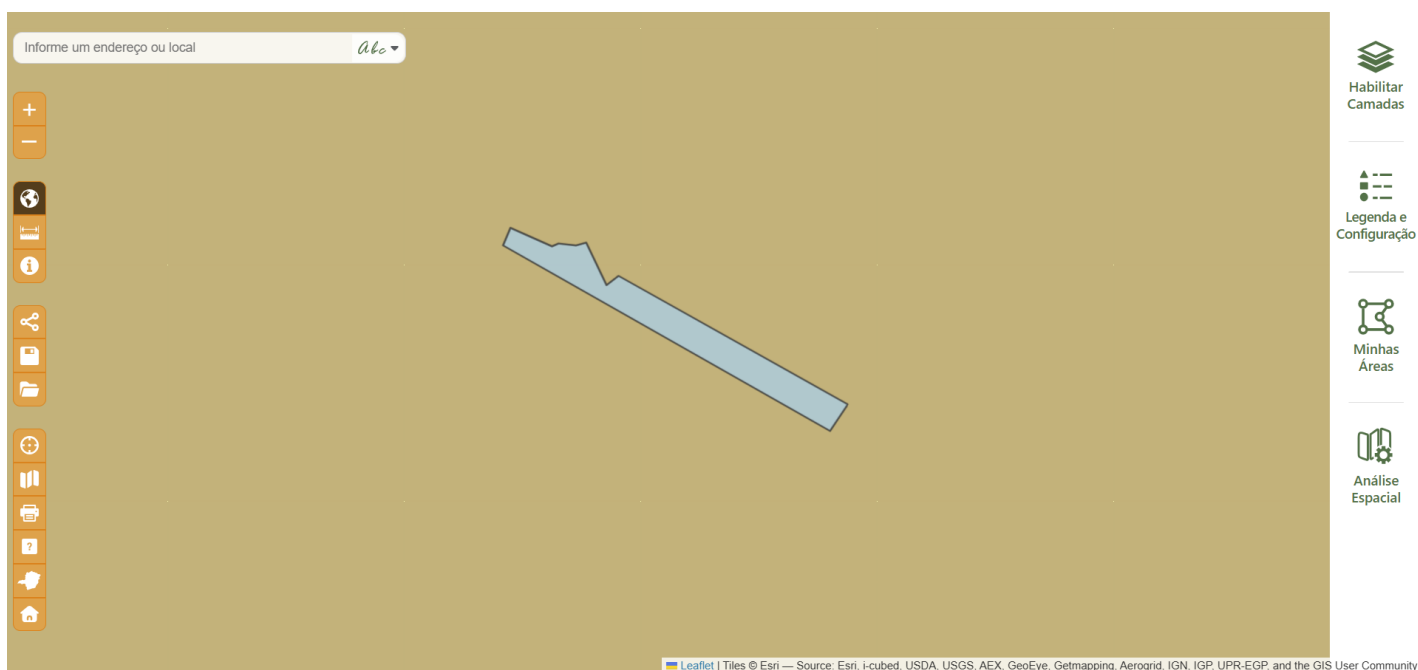 Informe um endereço ou local
Abc
+
−
Habilitar
Camadas
Legenda e
Configuração
Minhas
Áreas
Análise
Espacial
?
Leaflet | Tiles © Esri — Source: Esri, i-cubed, USDA, USGS, AEX, GeoEye, Getmapping, Aerogrid, IGN, IGP, UPR-EGP, and the GIS User Community